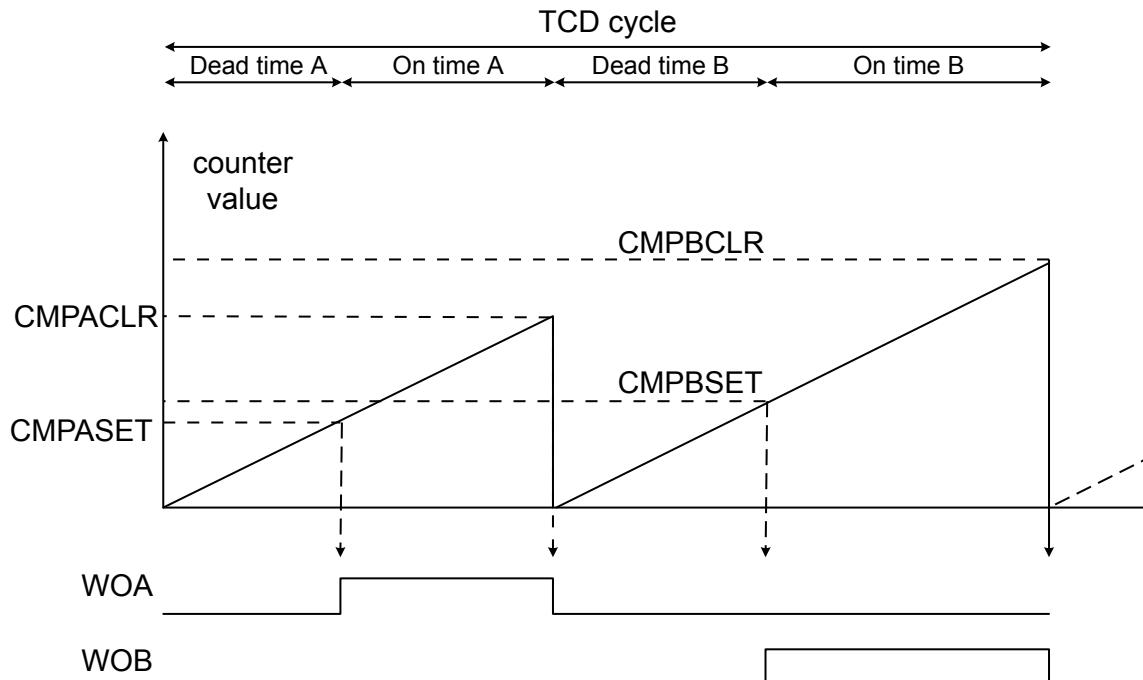 TCD cycle
Dead time A
On time A
Dead time B
On time B
counter
value
CMPBCLR
CMPACLR
CMPBSET
CMPASET
WOA
WOB